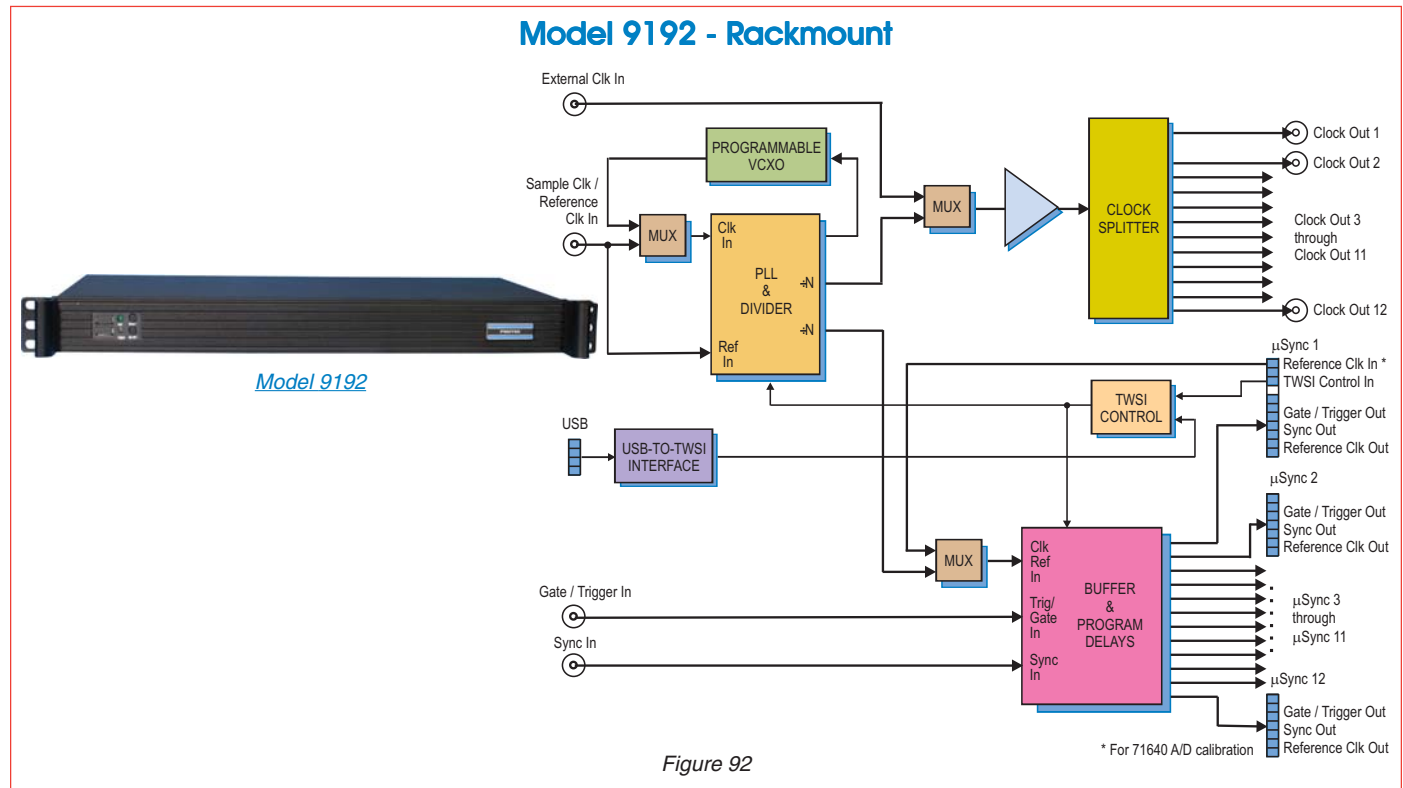 Model 9192 - Rackmount
External Clk In
PROGRAMMABLE
VCXO
Sample Clk /
Reference
Clk In
MUX
Clk
In
PLL
&
DIVIDER
÷N
÷N
Ref
In
MUX
CLOCK
SPLITTER
Clock Out 1
Clock Out 2
Clock Out 3
through
Clock Out 11
Clock Out 12
Model 9192
μSync 1
Reference Clk In *
TWSI Control In
Gate / Trigger Out
Sync Out
Reference Clk Out
TWSI
CONTROL
USB
USB-TO-TWSI
INTERFACE
μSync 2
Gate / Trigger Out
Sync Out
Reference Clk Out
MUX
Clk
Ref
In
Trig/
Gate
In
Sync
In
BUFFER
&
PROGRAM
DELAYS
Gate / Trigger In
Sync In
μSync 3
through
μSync 11
μSync 12
Gate / Trigger Out
Sync Out
Reference Clk Out
* For 71640 A/D calibration
Figure 92